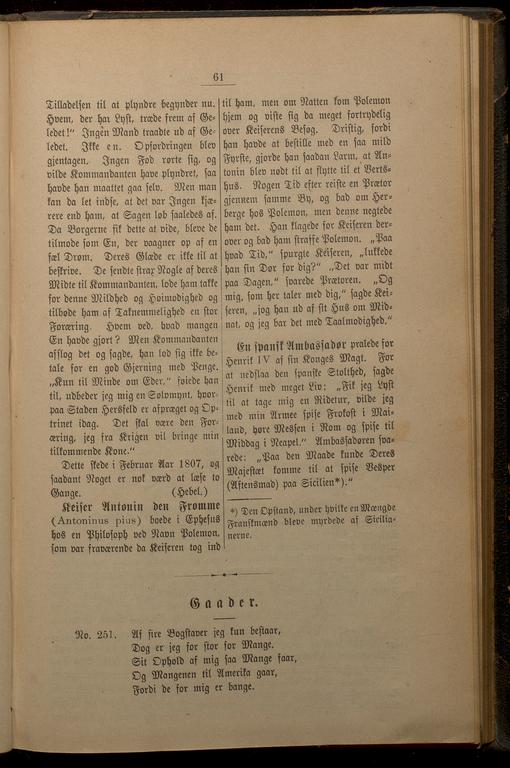 61
Tilladelsen til at plyndre begynder nu.
Hvem, der har Lyst, træde frem af Ge-
ledet!" Ingen Mand traadte ud af Ge-
ledet. Ikke en. Opfordringen blev
gjentagen. Ingen Fod rørte sig, og
vilde Kommandanten have plyndret, saa
havde han maattet gaa selv. Men man
kan da let indse, at det var Ingen kjæ-
rere end ham, at Sagen lob saaledes af.
Da Borgerne fik dette at vide, bleve de
tilmode som En, der vaagner op af en
fæl Drøm. Deres Glæde er ikke til at
beskrive. De sendte strax Nogle af deres
Midte til Kommandanten, lode ham takke
for denne Mildhed og Høimodighed og
tilbøde ham af Taknemmelighed en stor
Foræring. Hvem ved, hvad mangen
En havde gjort? Men Kommandanten
afslog det og sagde, han lod sig ikke be-
tale for en god Gjerning med Penge.
„Kun til Minde om Eder," føiede han
til, udbeder jeg mig en Sølvmynt, hvor-
paa Staden Hersfeld er afpræget og Op-
trinet idag. Det skal være den For-
æring, jeg fra Krigen vil bringe min
tilkommende Kone."
Dette skede i Februar Aar 1807, og
saadant Noget er nok værd at læse to
Gange. (Hebel.)
Keiser Antonin den Fromme
(Antoninus pius) boede i Ephesus
hos en Philosoph ved Navn Polemon,
som var fraværende da Keiseren tog ind
til ham, men om Natten kom Polemon
hjem og viste sig da meget fortrydelig
over Keiserens Besøg. Dristig, fordi
han havde at bestille med en saa mild
Fyrste, gjorde han saadan Larm, at An-
tonin blev nødt til at flytte til et Verts-
hus. Nogen Tid efter reiste en Prætor
gjennem samme By, og bad om Her-
berge hos Polemon, men denne negtede
ham det. Han klagede for Keiseren der-
over og bad ham straffe Polemon. „Paa
hvad Tid," spurgte Keiseren, „lukkede
han sin Dør for dig?" „Det var midt
paa Dagen," svarede Prætoren. „Og
mig, som her taler med dig," sagde Kei-
seren, „jog han ud af sit Hus om Mid-
nat, og jeg bar det med Taalmodighed."
En spansk Ambassadør pralede for
Henrik IV af sin Konges Magt. For
at nedslaa den spanske Stolthed, sagde
Henrik med meget Liv: „Fik jeg Lyst
til at tage mig en Ridetur, vilde jeg
med min Armee spise Frokost i Mai-
land, høre Messen i Rom og spise til
Middag i Neapel." Ambassadøren sva-
rede: „Paa den Maade kunde Deres
Majestæt komme til at spise Vesper
(Aftensmad) paa Sicilien*)."
*) Den Opstand, under hvilke en Mængde
Franskmænd bleve myrdede af Sicilia-
nerne.
Gaader.
No. 251. Af fire Bogstaver jeg kun bestaar,
Dog er jeg for stor for Mange.
Sit Ophold af mig saa Mange faar,
Og Mangenen til Amerika gaar,
Fordi de for mig er bange.